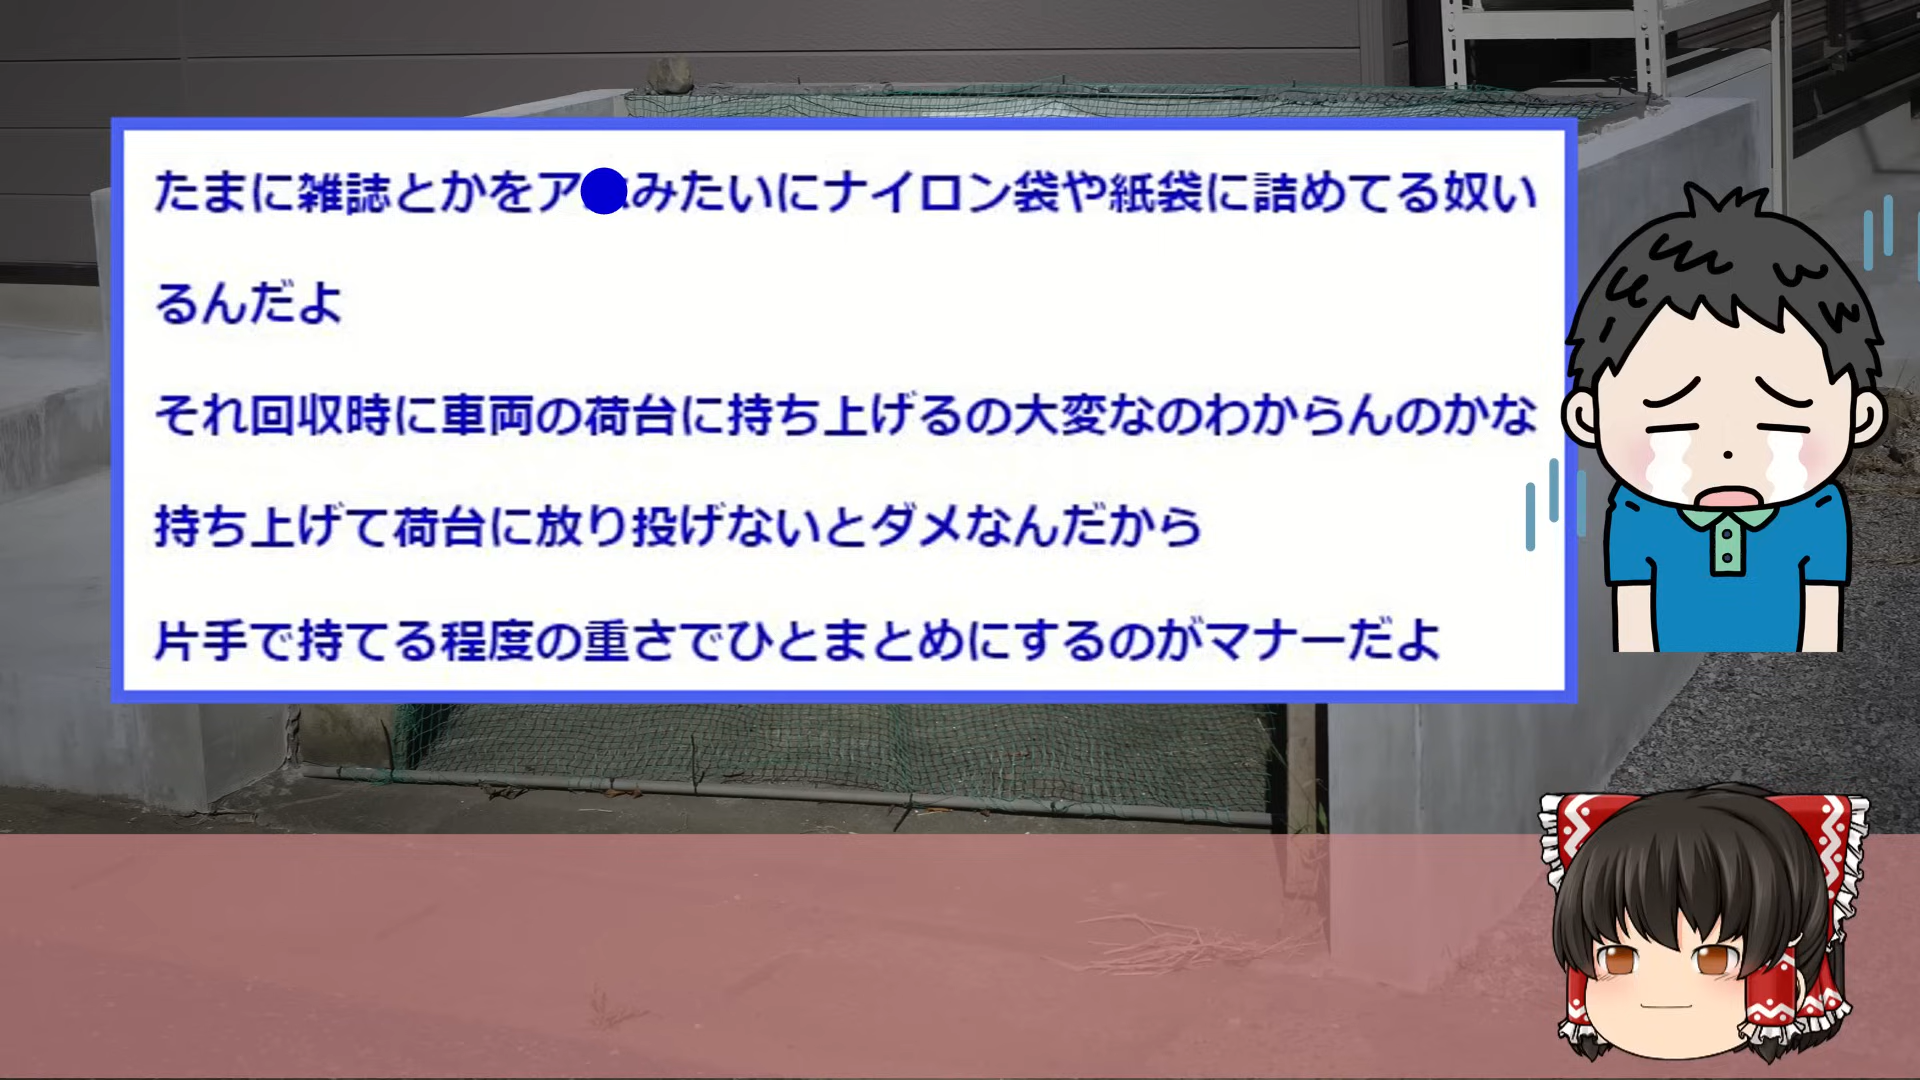 たまに雑誌とかをア●みたいにナイロン袋や紙袋に詰めてる奴い
るんだよ
それ回収時に車両の荷台に持ち上げるの大変なのわからんのかな
持ち上げて荷台に放り投げないとダメなんだから
片手で持てる程度の重さでひとまとめにするのがマナーだよ